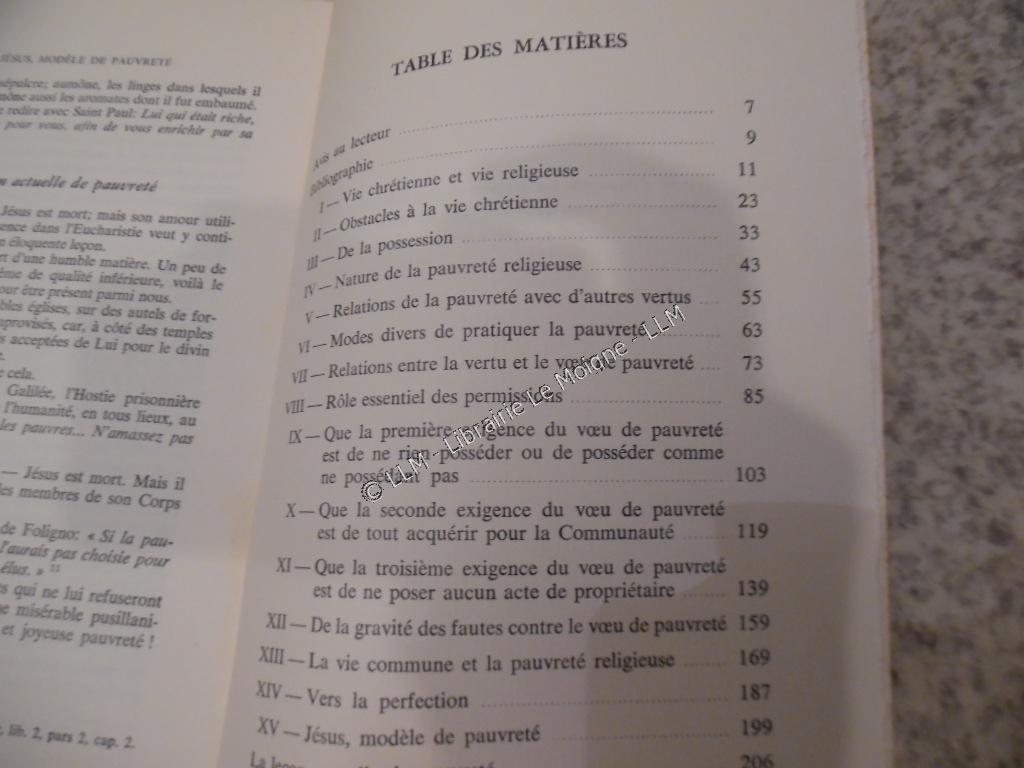 JÉSUS, MODÈLE DE PAUVRETÉ
sépulcre; aumône, les linges dans lesquels il
aussi les aromates dont il fut embaumé.
redire avec Saint Paul: Lui qui était riche,
pour vous, afin de vous enrichir par sa
actuelle de pauvreté
Jésus est mort; mais son amour utili-
dans l'Eucharistie veut y conti-
éloquente leçon.
d'une humble matière. Un peu de
de qualité inférieure, voilà le
pour être présent parmi nous.
églises, sur des autels de for-
car, à côté des temples
acceptées de Lui pour le divin
cela.
Galilée, l'Hostie prisonnière
l'humanité, en tous lieux, au
les pauvres... N'amassez pas
— Jésus est mort. Mais il
membres de son Corps
de Foligno: « Si la pau-
l'aurais pas choisie pour
élus. » 11
qui ne lui refuseront
misérable pusillani-
et joyeuse pauvreté !
lib. 2, pars 2, cap. 2.
TABLE DES MATIÈRES
Avis au lecteur 7
Bibliographie 9
I — Vie chrétienne et vie religieuse 11
II — Obstacles à la vie chrétienne 23
III — De la possession 33
IV — Nature de la pauvreté religieuse 43
V — Relations de la pauvreté avec d'autres vertus 55
VI — Modes divers de pratiquer la pauvreté 63
VII — Relations entre la vertu et le vœu de pauvreté 73
VIII — Rôle essentiel des permissions 85
IX — Que la première exigence du vœu de pauvreté
est de ne rien posséder ou de posséder comme
ne possédant pas 103
X — Que la seconde exigence du vœu de pauvreté
est de tout acquérir pour la Communauté 119
XI — Que la troisième exigence du vœu de pauvreté
est de ne poser aucun acte de propriétaire 139
XII — De la gravité des fautes contre le vœu de pauvreté 159
XIII — La vie commune et la pauvreté religieuse 169
XIV — Vers la perfection 187
XV — Jésus, modèle de pauvreté 199
206
© LLM - Librairie Le Moigne - LLM